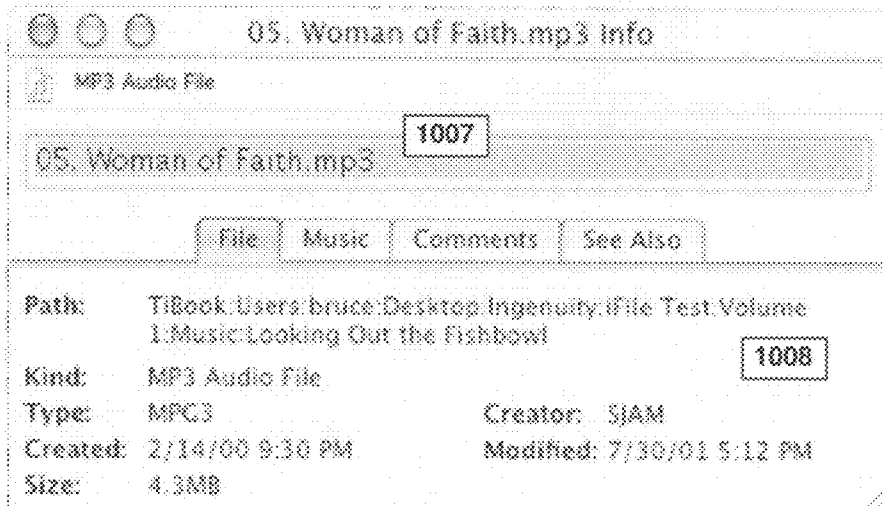 05. Woman of Faith.mp3 Info
MP3 Audio File
1007
05. Woman of Faith.mp3
File Music Comments See Also
Path: TiBook:Users:bruce:Desktop:Ingenuity:iFile Test:Volume
1:Music:Looking Out the Fishbowl
1008
Kind: MP3 Audio File
Type: MPG3 Creator: SJAM
Created: 2/14/00 9:30 PM Modified: 7/30/01 5:12 PM
Size: 4.3MB